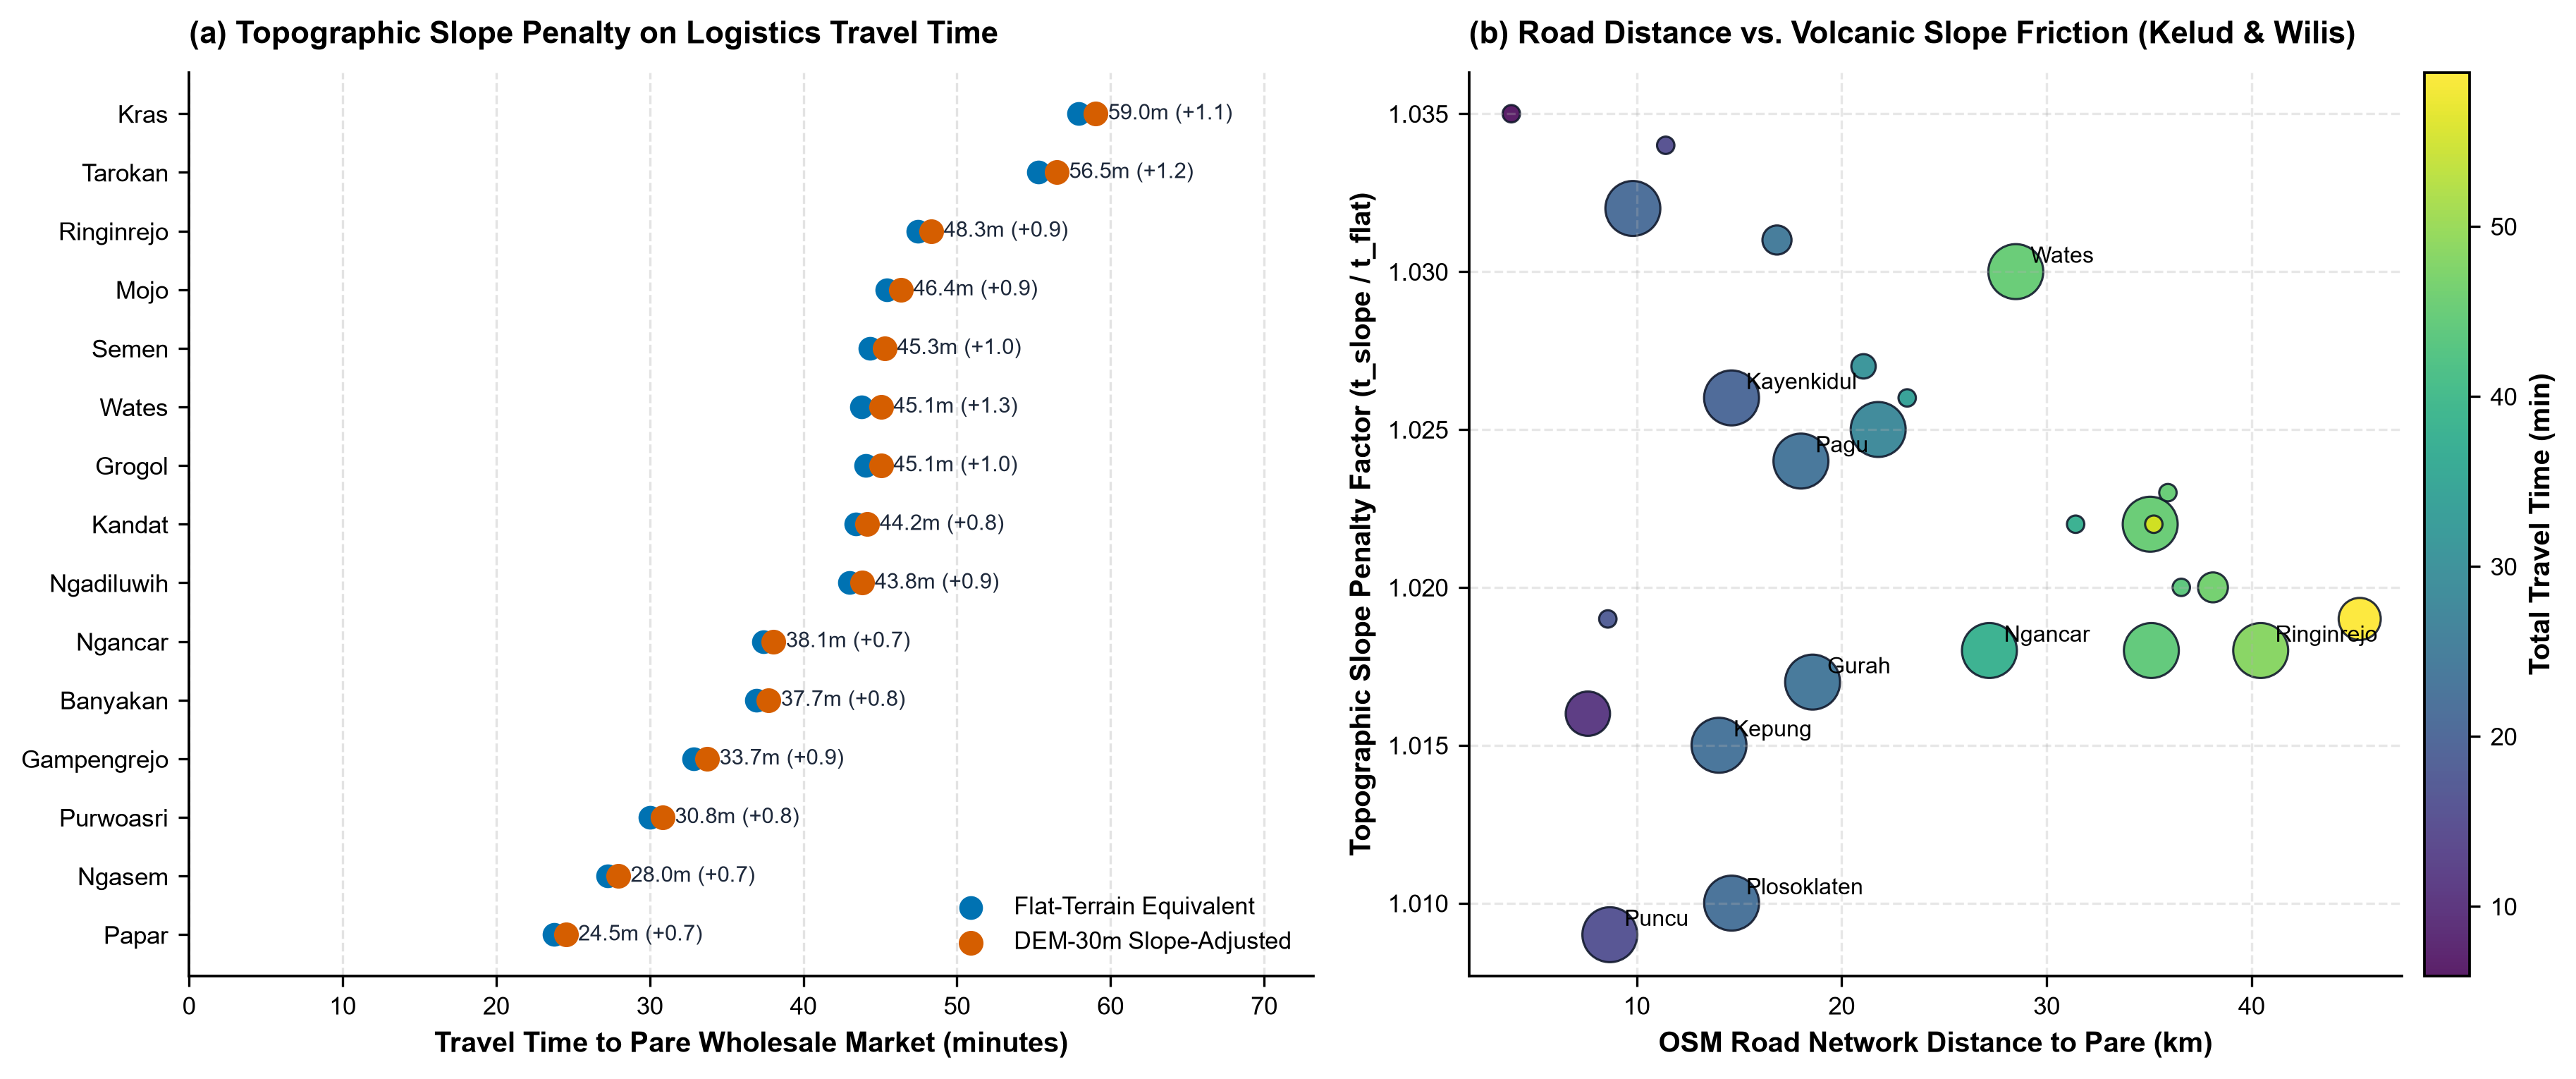 (a) Topographic Slope Penalty on Logistics Travel Time
Kras
59.0m (+1.1)
Tarokan
56.5m (+1.2)
Ringinrejo
48.3m (+0.9)
Mojo
46.4m (+0.9)
Semen
45.3m (+1.0)
Wates
45.1m (+1.3)
Grogol
45.1m (+1.0)
Kandat
44.2m (+0.8)
Ngadiluwih
43.8m (+0.9)
Ngancar
38.1m (+0.7)
Banyakan
37.7m (+0.8)
Gampengrejo
33.7m (+0.9)
Purwoasri
30.8m (+0.8)
Ngasem
28.0m (+0.7)
Papar
24.5m (+0.7)
Flat-Terrain Equivalent
DEM-30m Slope-Adjusted
0 10 20 30 40 50 60 70
Travel Time to Pare Wholesale Market (minutes)
(b) Road Distance vs. Volcanic Slope Friction (Kelud & Wilis)
Topographic Slope Penalty Factor (t_slope / t_flat)
1.035
1.030
1.025
1.020
1.015
1.010
Wates
Kayenkidul
Pagu
Ngancar
Ringinrejo
Gurah
Kepung
Plosoklaten
Puncu
10 20 30 40
OSM Road Network Distance to Pare (km)
50
40
30
20
10
Total Travel Time (min)